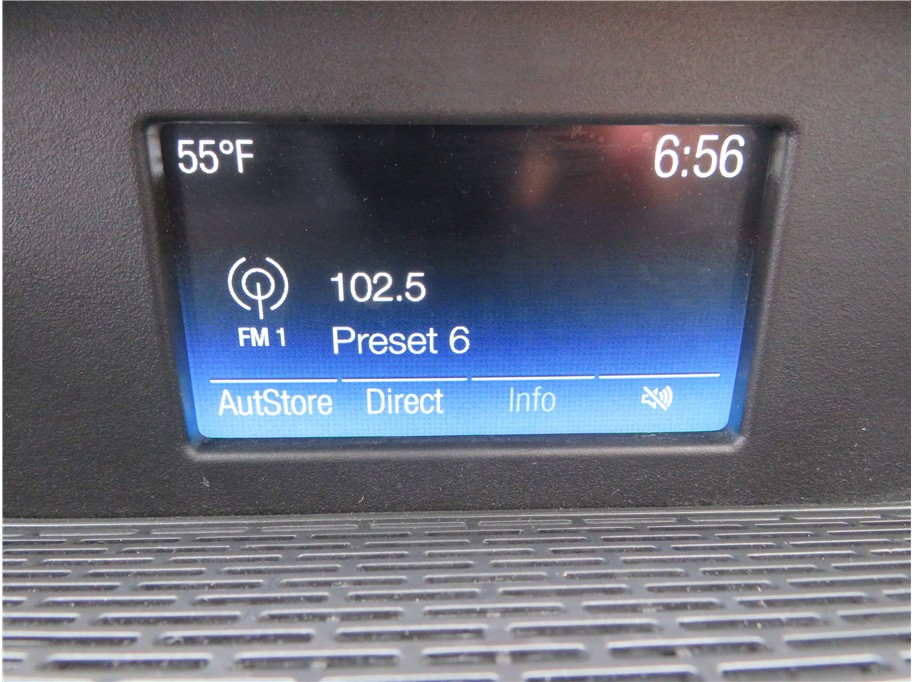 55°F 6:56
102.5
FM 1 Preset 6
AutStore Direct Info